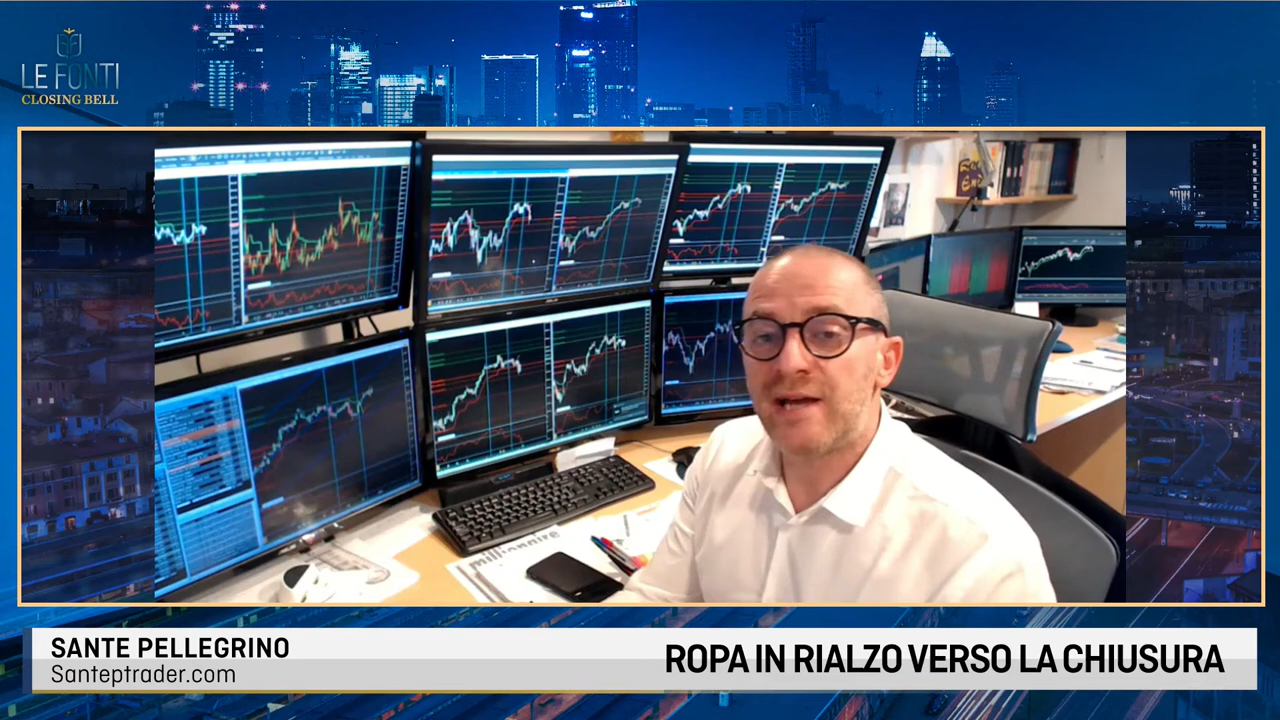 LE FONTI
CLOSING BELL
millionaire
SANTE PELLEGRINO
Santeptrader.com
ROPA IN RIALZO VERSO LA CHIUSURA